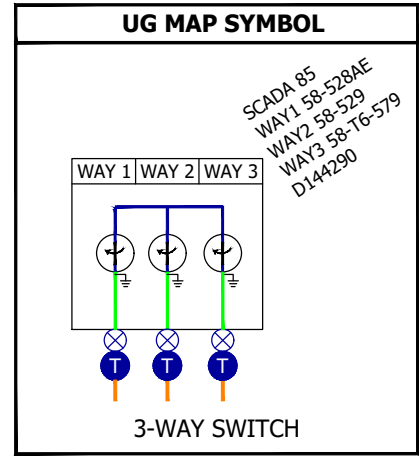 UG MAP SYMBOL
SCADA 85
WAY1 58-528AE
WAY2 58-529
WAY3 58-T6-579
D144290
WAY 1 WAY 2 WAY 3
T T T
3-WAY SWITCH